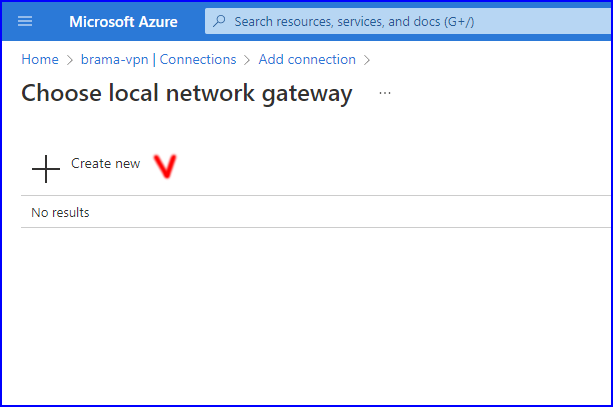 Microsoft Azure
Search resources, services, and docs (G+/)
Home > brama-vpn | Connections > Add connection >
Choose local network gateway ...
Create new
No results